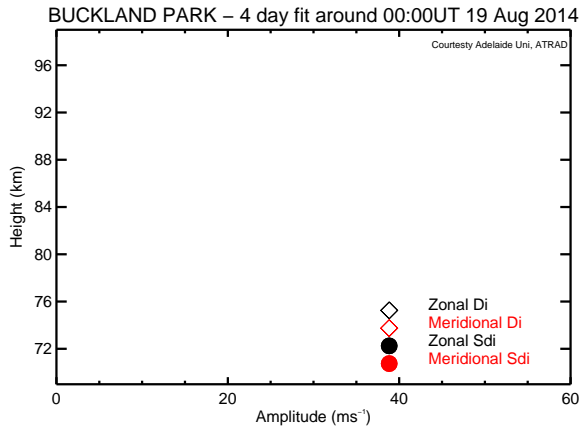 BUCKLAND PARK – 4 day fit around 00:00UT 19 Aug 2014
Courtesty Adelaide Uni, ATRAD
96
92
88
84
80
76
72
Height (km)
Zonal Di
Meridional Di
Zonal Sdi
Meridional Sdi
0 20 40 60
Amplitude (ms⁻¹)